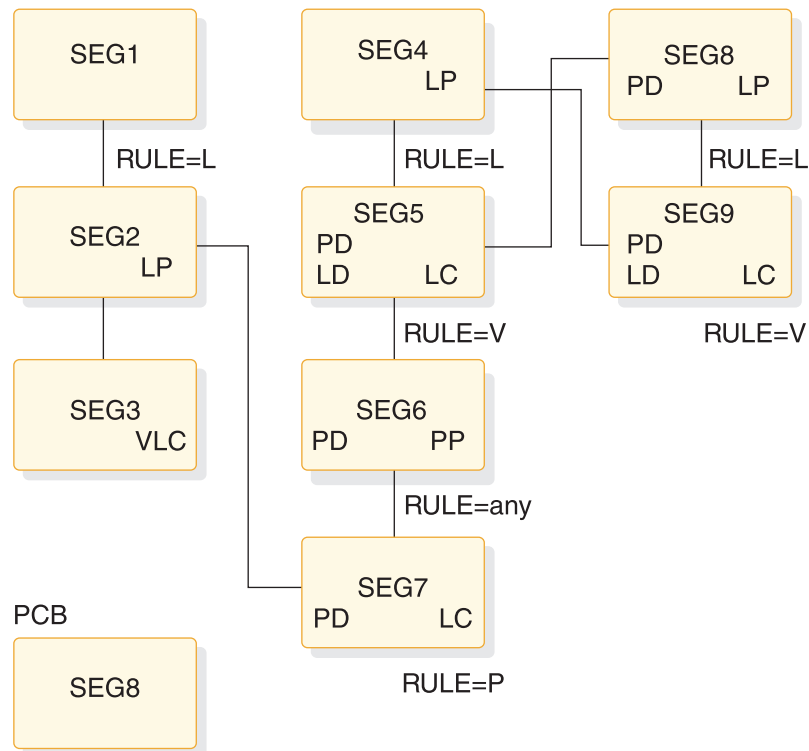 SEG1
RULE=L
SEG2
LP
SEG3
VLC
PCB
SEG8
SEG4
LP
RULE=L
SEG5
PD
LD LC
RULE=V
SEG6
PD PP
RULE=any
SEG7
PD LC
RULE=P
SEG8
PD LP
RULE=L
SEG9
PD
LD LC
RULE=V